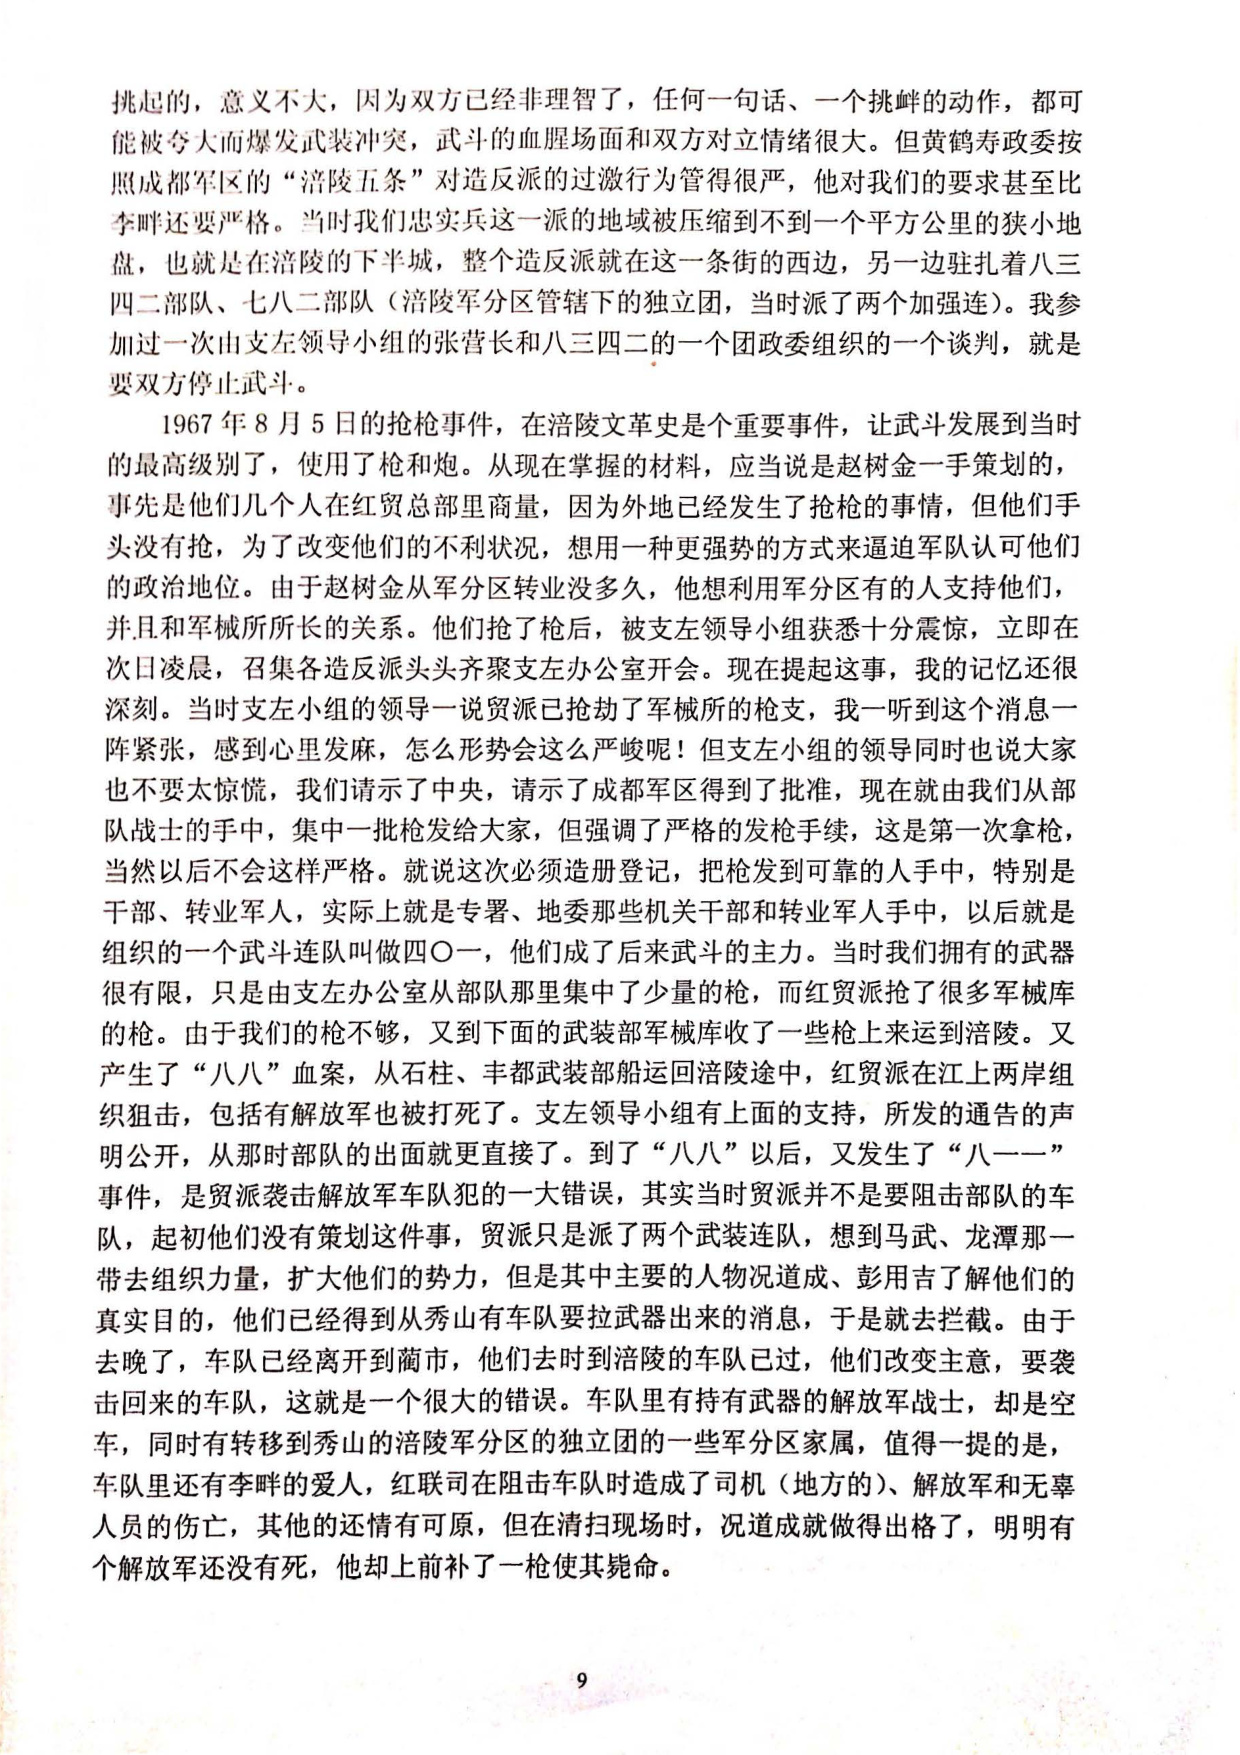 挑起的，意义不大，因为双方已经非理智了，任何一句话、一个挑衅的动作，都可
能被夸大而爆发武装冲突，武斗的血腥场面和双方对立情绪很大。但黄鹤寿政委按
照成都军区的“涪陵五条”对造反派的过激行为管得很严，他对我们的要求甚至比
李畔还要严格。当时我们忠实兵这一派的地域被压缩到不到一个平方公里的狭小地
盘，也就是在涪陵的下半城，整个造反派就在这一条街的西边，另一边驻扎着八三
四二部队、七八二部队（涪陵军分区管辖下的独立团，当时派了两个加强连）。我参
加过一次由支左领导小组的张营长和八三四二的一个团政委组织的一个谈判，就是
要双方停止武斗。
1967 年 8 月 5 日的抢枪事件，在涪陵文革史是个重要事件，让武斗发展到当时
的最高级别了，使用了枪和炮。从现在掌握的材料，应当说是赵树金一手策划的，
事先是他们几个人在红贸总部里商量，因为外地已经发生了抢枪的事情，但他们手
头没有抢，为了改变他们的不利状况，想用一种更强势的方式来逼迫军队认可他们
的政治地位。由于赵树金从军分区转业没多久，他想利用军分区有的人支持他们，
并且和军械所所长的关系。他们抢了枪后，被支左领导小组获悉十分震惊，立即在
次日凌晨，召集各造反派头头齐聚支左办公室开会。现在提起这事，我的记忆还很
深刻。当时支左小组的领导一说贸派已抢劫了军械所的枪支，我一听到这个消息一
阵紧张，感到心里发麻，怎么形势会这么严峻呢！但支左小组的领导同时也说大家
也不要太惊慌，我们请示了中央，请示了成都军区得到了批准，现在就由我们从部
队战士的手中，集中一批枪发给大家，但强调了严格的发枪手续，这是第一次拿枪，
当然以后不会这样严格。就说这次必须造册登记，把枪发到可靠的人手中，特别是
干部、转业军人，实际上就是专署、地委那些机关干部和转业军人手中，以后就是
组织的一个武斗连队叫做四〇一，他们成了后来武斗的主力。当时我们拥有的武器
很有限，只是由支左办公室从部队那里集中了少量的枪，而红贸派抢了很多军械库
的枪。由于我们的枪不够，又到下面的武装部军械库收了一些枪上来运到涪陵。又
产生了“八八”血案，从石柱、丰都武装部船运回涪陵途中，红贸派在江上两岸组
织狙击，包括有解放军也被打死了。支左领导小组有上面的支持，所发的通告的声
明公开，从那时部队的出面就更直接了。到了“八八”以后，又发生了“八一一”
事件，是贸派袭击解放军车队犯的一大错误，其实当时贸派并不是要阻击部队的车
队，起初他们没有策划这件事，贸派只是派了两个武装连队，想到马武、龙潭那一
带去组织力量，扩大他们的势力，但是其中主要的人物况道成、彭用吉了解他们的
真实目的，他们已经得到从秀山有车队要拉武器出来的消息，于是就去拦截。由于
去晚了，车队已经离开到蔺市，他们去时到涪陵的车队已过，他们改变主意，要袭
击回来的车队，这就是一个很大的错误。车队里有持有武器的解放军战士，却是空
车，同时有转移到秀山的涪陵军分区的独立团的一些军分区家属，值得一提的是，
车队里还有李畔的爱人，红联司在阻击车队时造成了司机（地方的）、解放军和无辜
人员的伤亡，其他的还情有可原，但在清扫现场时，况道成就做得出格了，明明有
个解放军还没有死，他却上前补了一枪使其毙命。
9